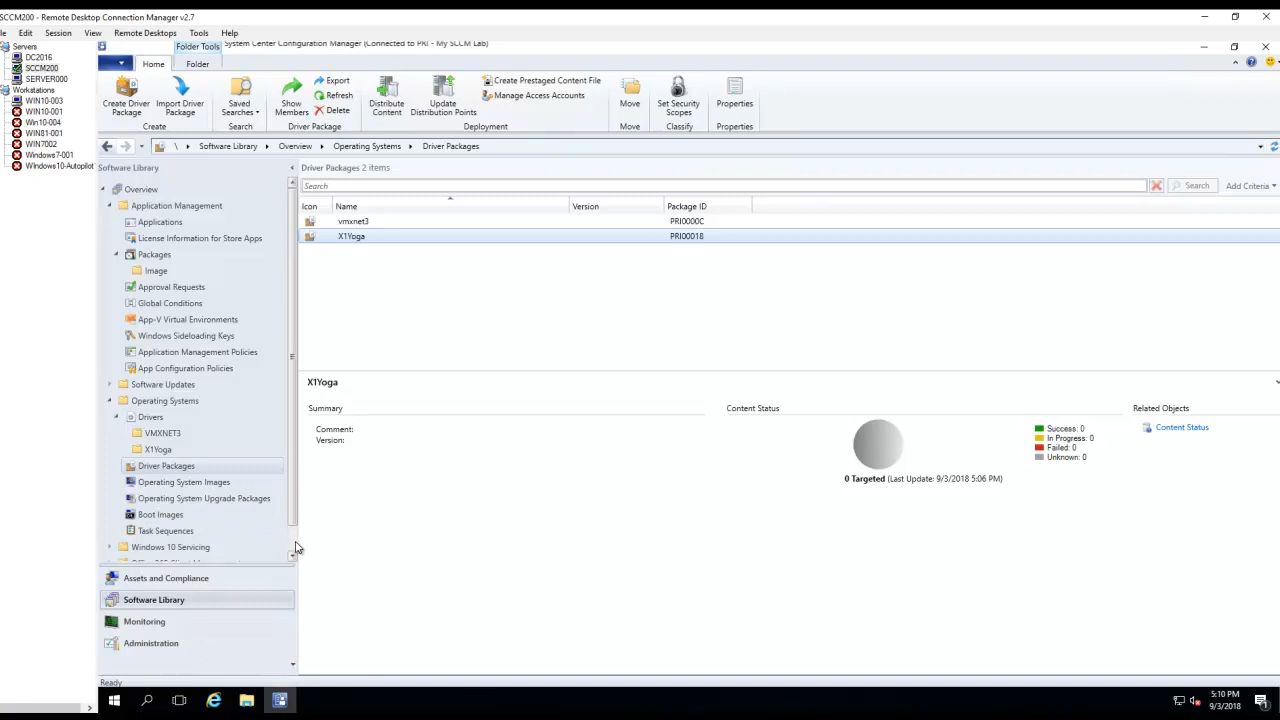 SCCM200 - Remote Desktop Connection Manager v2.7
le Edit Session View Remote Desktops Tools Help
Servers
DC2016
SCCM200
SERVER000
Workstations
WIN10-003
WIN10-001
Win10-004
WIN81-001
WIN7002
Windows7-001
WIndows10-Autopilot
Folder Tools
System Center Configuration Manager (Connected to PRI - My SCCM Lab)
Home
Folder
Create Driver Package
Import Driver Package
Create
Saved Searches
Search
Show Members
Export
Refresh
Delete
Driver Package
Distribute Content
Update Distribution Points
Create Prestaged Content File
Manage Access Accounts
Deployment
Move
Move
Set Security Scopes
Classify
Properties
Properties
\ Software Library Overview Operating Systems Driver Packages
Software Library
Overview
Application Management
Applications
License Information for Store Apps
Packages
Image
Approval Requests
Global Conditions
App-V Virtual Environments
Windows Sideloading Keys
Application Management Policies
App Configuration Policies
Software Updates
Operating Systems
Drivers
VMXNET3
X1Yoga
Driver Packages
Operating System Images
Operating System Upgrade Packages
Boot Images
Task Sequences
Windows 10 Servicing
Assets and Compliance
Software Library
Monitoring
Administration
Driver Packages 2 items
Search
Search
Add Criteria
Icon Name Version Package ID
vmxnet3 PRI0000C
X1Yoga PRI00018
X1Yoga
Summary
Comment:
Version:
Content Status
Success: 0
In Progress: 0
Failed: 0
Unknown: 0
0 Targeted (Last Update: 9/3/2018 5:06 PM)
Related Objects
Content Status
Ready
5:10 PM
9/3/2018
1